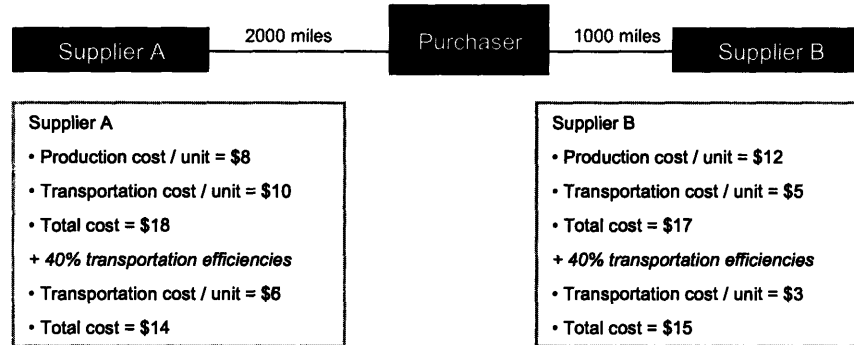 Supplier A
2000 miles
Purchaser
1000 miles
Supplier B
Supplier A
• Production cost / unit = $8
• Transportation cost / unit = $10
• Total cost = $18
+ 40% transportation efficiencies
• Transportation cost / unit = $6
• Total cost = $14
Supplier B
• Production cost / unit = $12
• Transportation cost / unit = $5
• Total cost = $17
+ 40% transportation efficiencies
• Transportation cost / unit = $3
• Total cost = $15